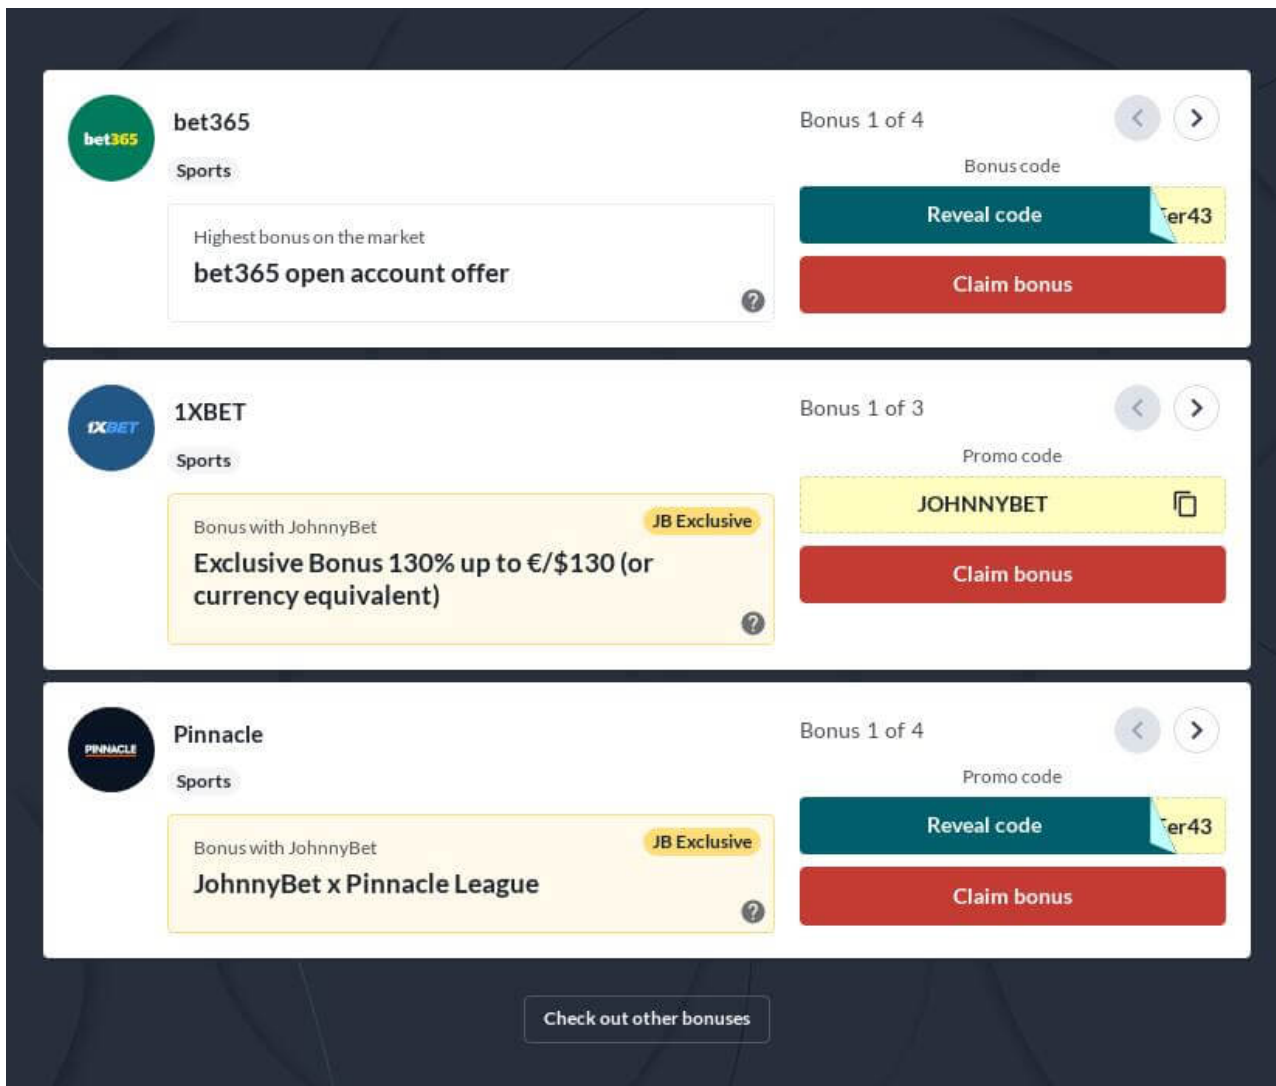 bet365
bet365
Sports
Highest bonus on the market
bet365 open account offer
Bonus 1 of 4
Bonus code
Reveal code
er43
Claim bonus
1XBET
1XBET
Sports
Bonus with JohnnyBet
JB Exclusive
Exclusive Bonus 130% up to €/$130 (or
currency equivalent)
Bonus 1 of 3
Promo code
JOHNNYBET
Claim bonus
PINNACLE
Pinnacle
Sports
Bonus with JohnnyBet
JB Exclusive
JohnnyBet x Pinnacle League
Bonus 1 of 4
Promo code
Reveal code
er43
Claim bonus
Check out other bonuses